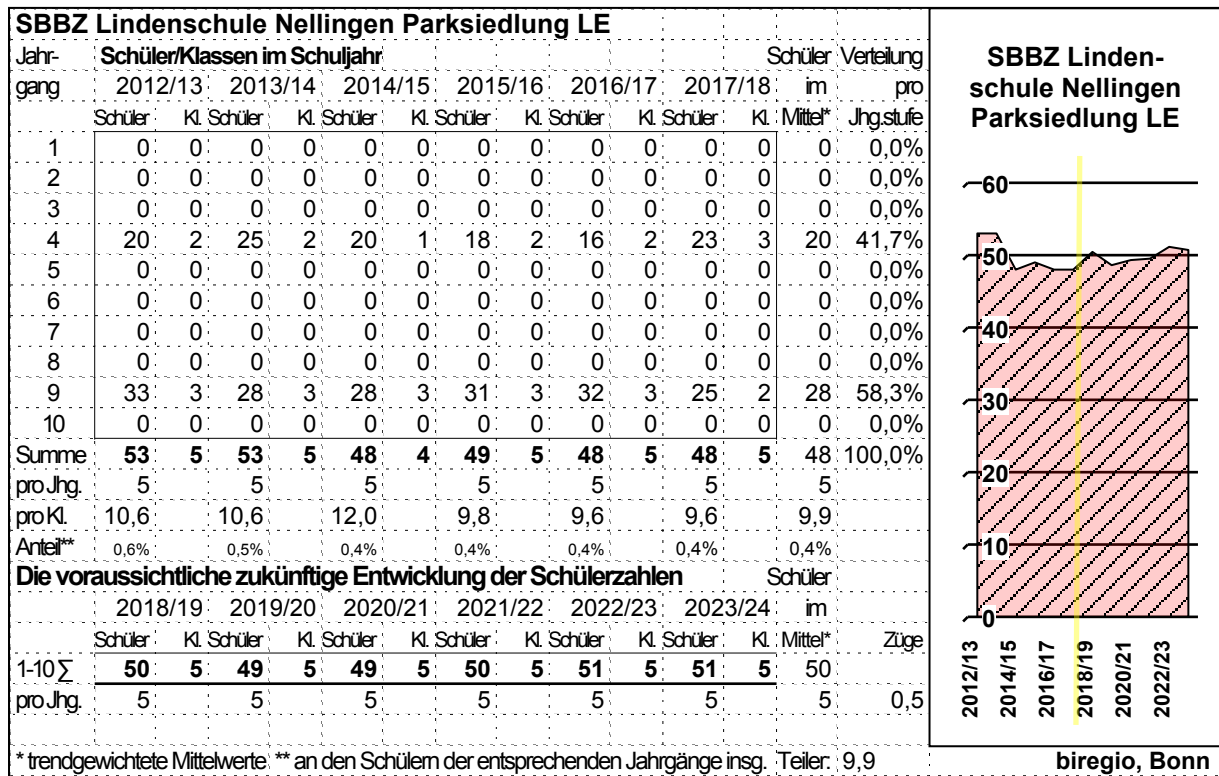 SBBZ Lindenschule Nellingen Parksiedlung LE
Jahr- Schüler/Klassen im Schuljahr Schüler Verteilung
gang 2012/13 2013/14 2014/15 2015/16 2016/17 2017/18 im pro
Schüler Kl. Schüler Kl. Schüler Kl. Schüler Kl. Schüler Kl. Schüler Kl. Mittel* Jhg.stufe
1 0 0 0 0 0 0 0 0 0 0 0 0 0 0,0%
2 0 0 0 0 0 0 0 0 0 0 0 0 0 0,0%
3 0 0 0 0 0 0 0 0 0 0 0 0 0 0,0%
4 20 2 25 2 20 1 18 2 16 2 23 3 20 41,7%
5 0 0 0 0 0 0 0 0 0 0 0 0 0 0,0%
6 0 0 0 0 0 0 0 0 0 0 0 0 0 0,0%
7 0 0 0 0 0 0 0 0 0 0 0 0 0 0,0%
8 0 0 0 0 0 0 0 0 0 0 0 0 0 0,0%
9 33 3 28 3 28 3 31 3 32 3 25 2 28 58,3%
10 0 0 0 0 0 0 0 0 0 0 0 0 0 0,0%
Summe 53 5 53 5 48 4 49 5 48 5 48 5 48 100,0%
pro Jhg. 5 5 5 5 5 5 5
pro Kl. 10,6 10,6 12,0 9,8 9,6 9,6 9,9
Anteil** 0,6% 0,5% 0,4% 0,4% 0,4% 0,4% 0,4%
Die voraussichtliche zukünftige Entwicklung der Schülerzahlen Schüler
2018/19 2019/20 2020/21 2021/22 2022/23 2023/24 im
Schüler Kl. Schüler Kl. Schüler Kl. Schüler Kl. Schüler Kl. Schüler Kl. Mittel* Züge
1-10 ∑ 50 5 49 5 49 5 50 5 51 5 51 5 50
pro Jhg. 5 5 5 5 5 5 5 0,5
* trendgewichtete Mittelwerte ** an den Schülern der entsprechenden Jahrgänge insg. Teiler: 9,9
SBBZ Linden-
schule Nellingen
Parksiedlung LE
60
50
40
30
20
10
0
2012/13
2014/15
2016/17
2018/19
2020/21
2022/23
biregio, Bonn